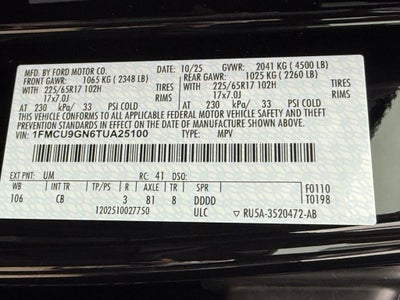 MFD. BY FORD MOTOR CO. 10/25 GVWR: 2041 KG ( 4500 LB)
FRONT GAWR: 1065 KG ( 2348 LB) REAR GAWR: 1025 KG ( 2260 LB)
225/65R17 102H TIRES 225/65R17 102H TIRES
17x7.0J RIMS 17x7.0J RIMS
AT 230 kPa/ 33 PSI COLD AT 230 kPa/ 33 PSI COLD
THIS VEHICLE CONFORMS TO ALL APPLICABLE FEDERAL MOTOR VEHICLE
SAFETY AND THEFT PREVENTION STANDARDS IN EFFECT ON THE DATE OF
MANUFACTURE SHOWN ABOVE.
VIN: 1FMCU9GN6TUA25100 TYPE: MPV
EXT PNT: UM RC: 41 DSO:
WB INT TR TP/PS R AXLE TR SPR
106 CB 3 B1 8 DDDD F0110
T0198
1202510027750 ULC RU5A-3520472-AB